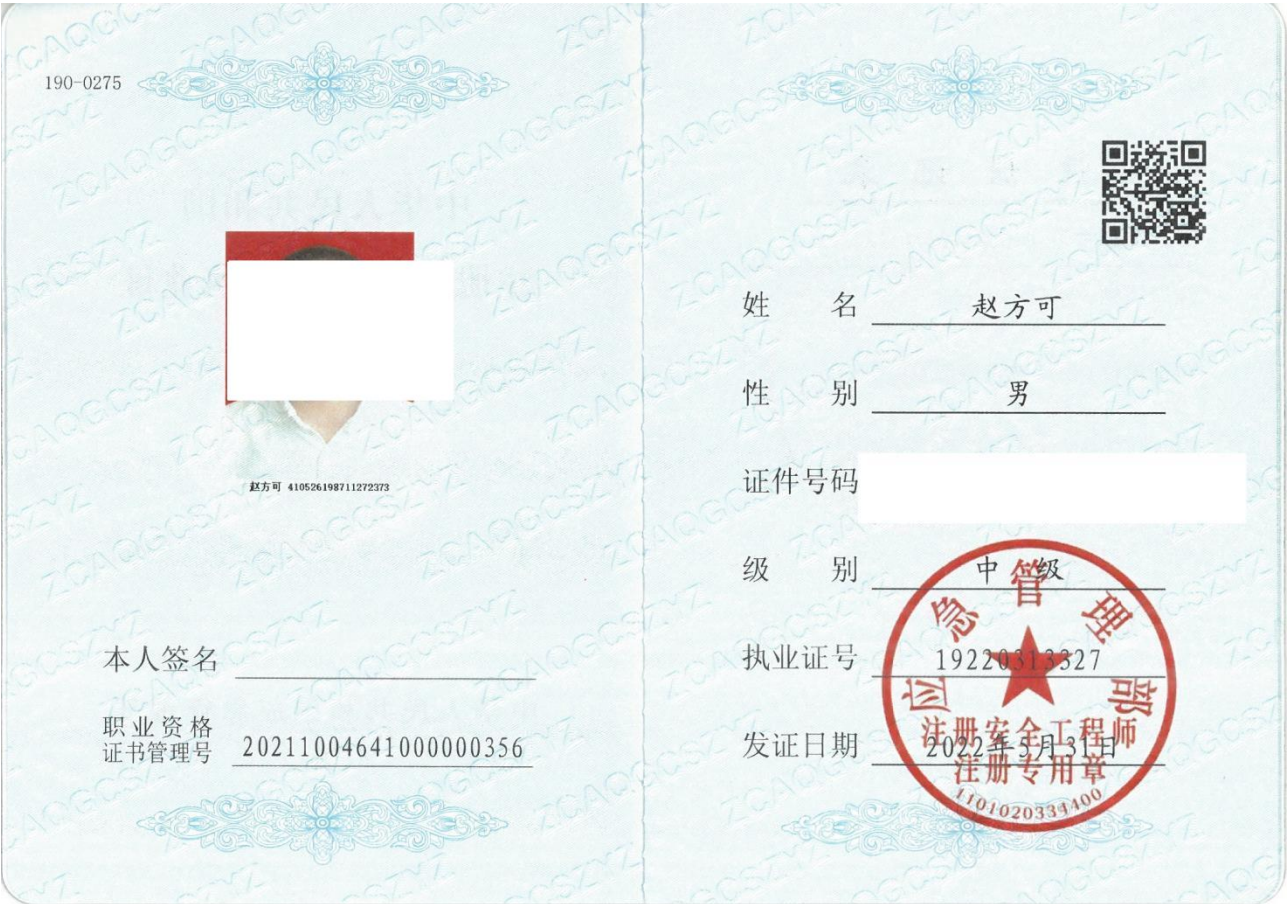 190-0275
赵方可 410526198711272373
本人签名
职业资格
证书管理号 20211004641000000356
姓 名 赵方可
性 别 男
证件号码
级 别 中级
执业证号 19220313327
发证日期 2022年5月31日
应急管理部
注册安全工程师
注册专用章
1101020334400
ZCAQGCSZYZ